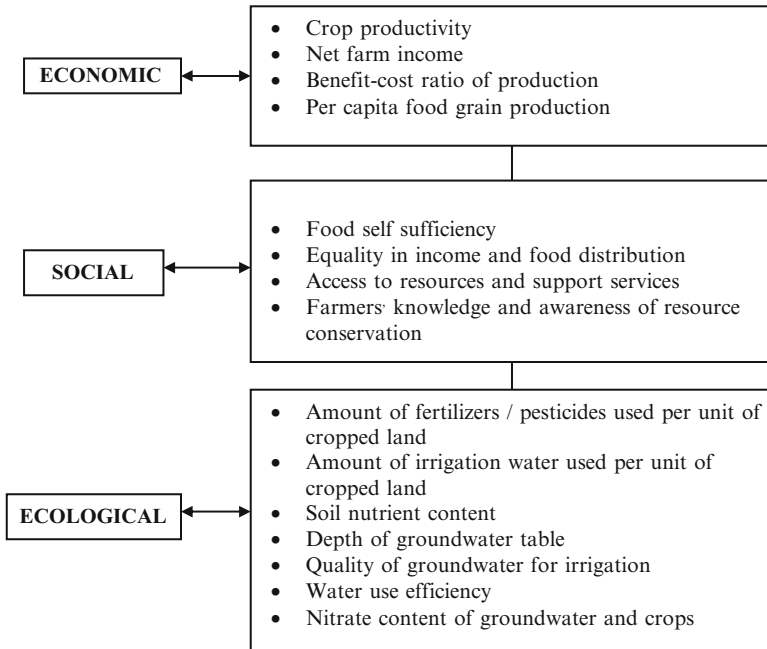 ECONOMIC
• Crop productivity
• Net farm income
• Benefit-cost ratio of production
• Per capita food grain production
SOCIAL
• Food self sufficiency
• Equality in income and food distribution
• Access to resources and support services
• Farmers' knowledge and awareness of resource
conservation
ECOLOGICAL
• Amount of fertilizers / pesticides used per unit of
cropped land
• Amount of irrigation water used per unit of
cropped land
• Soil nutrient content
• Depth of groundwater table
• Quality of groundwater for irrigation
• Water use efficiency
• Nitrate content of groundwater and crops